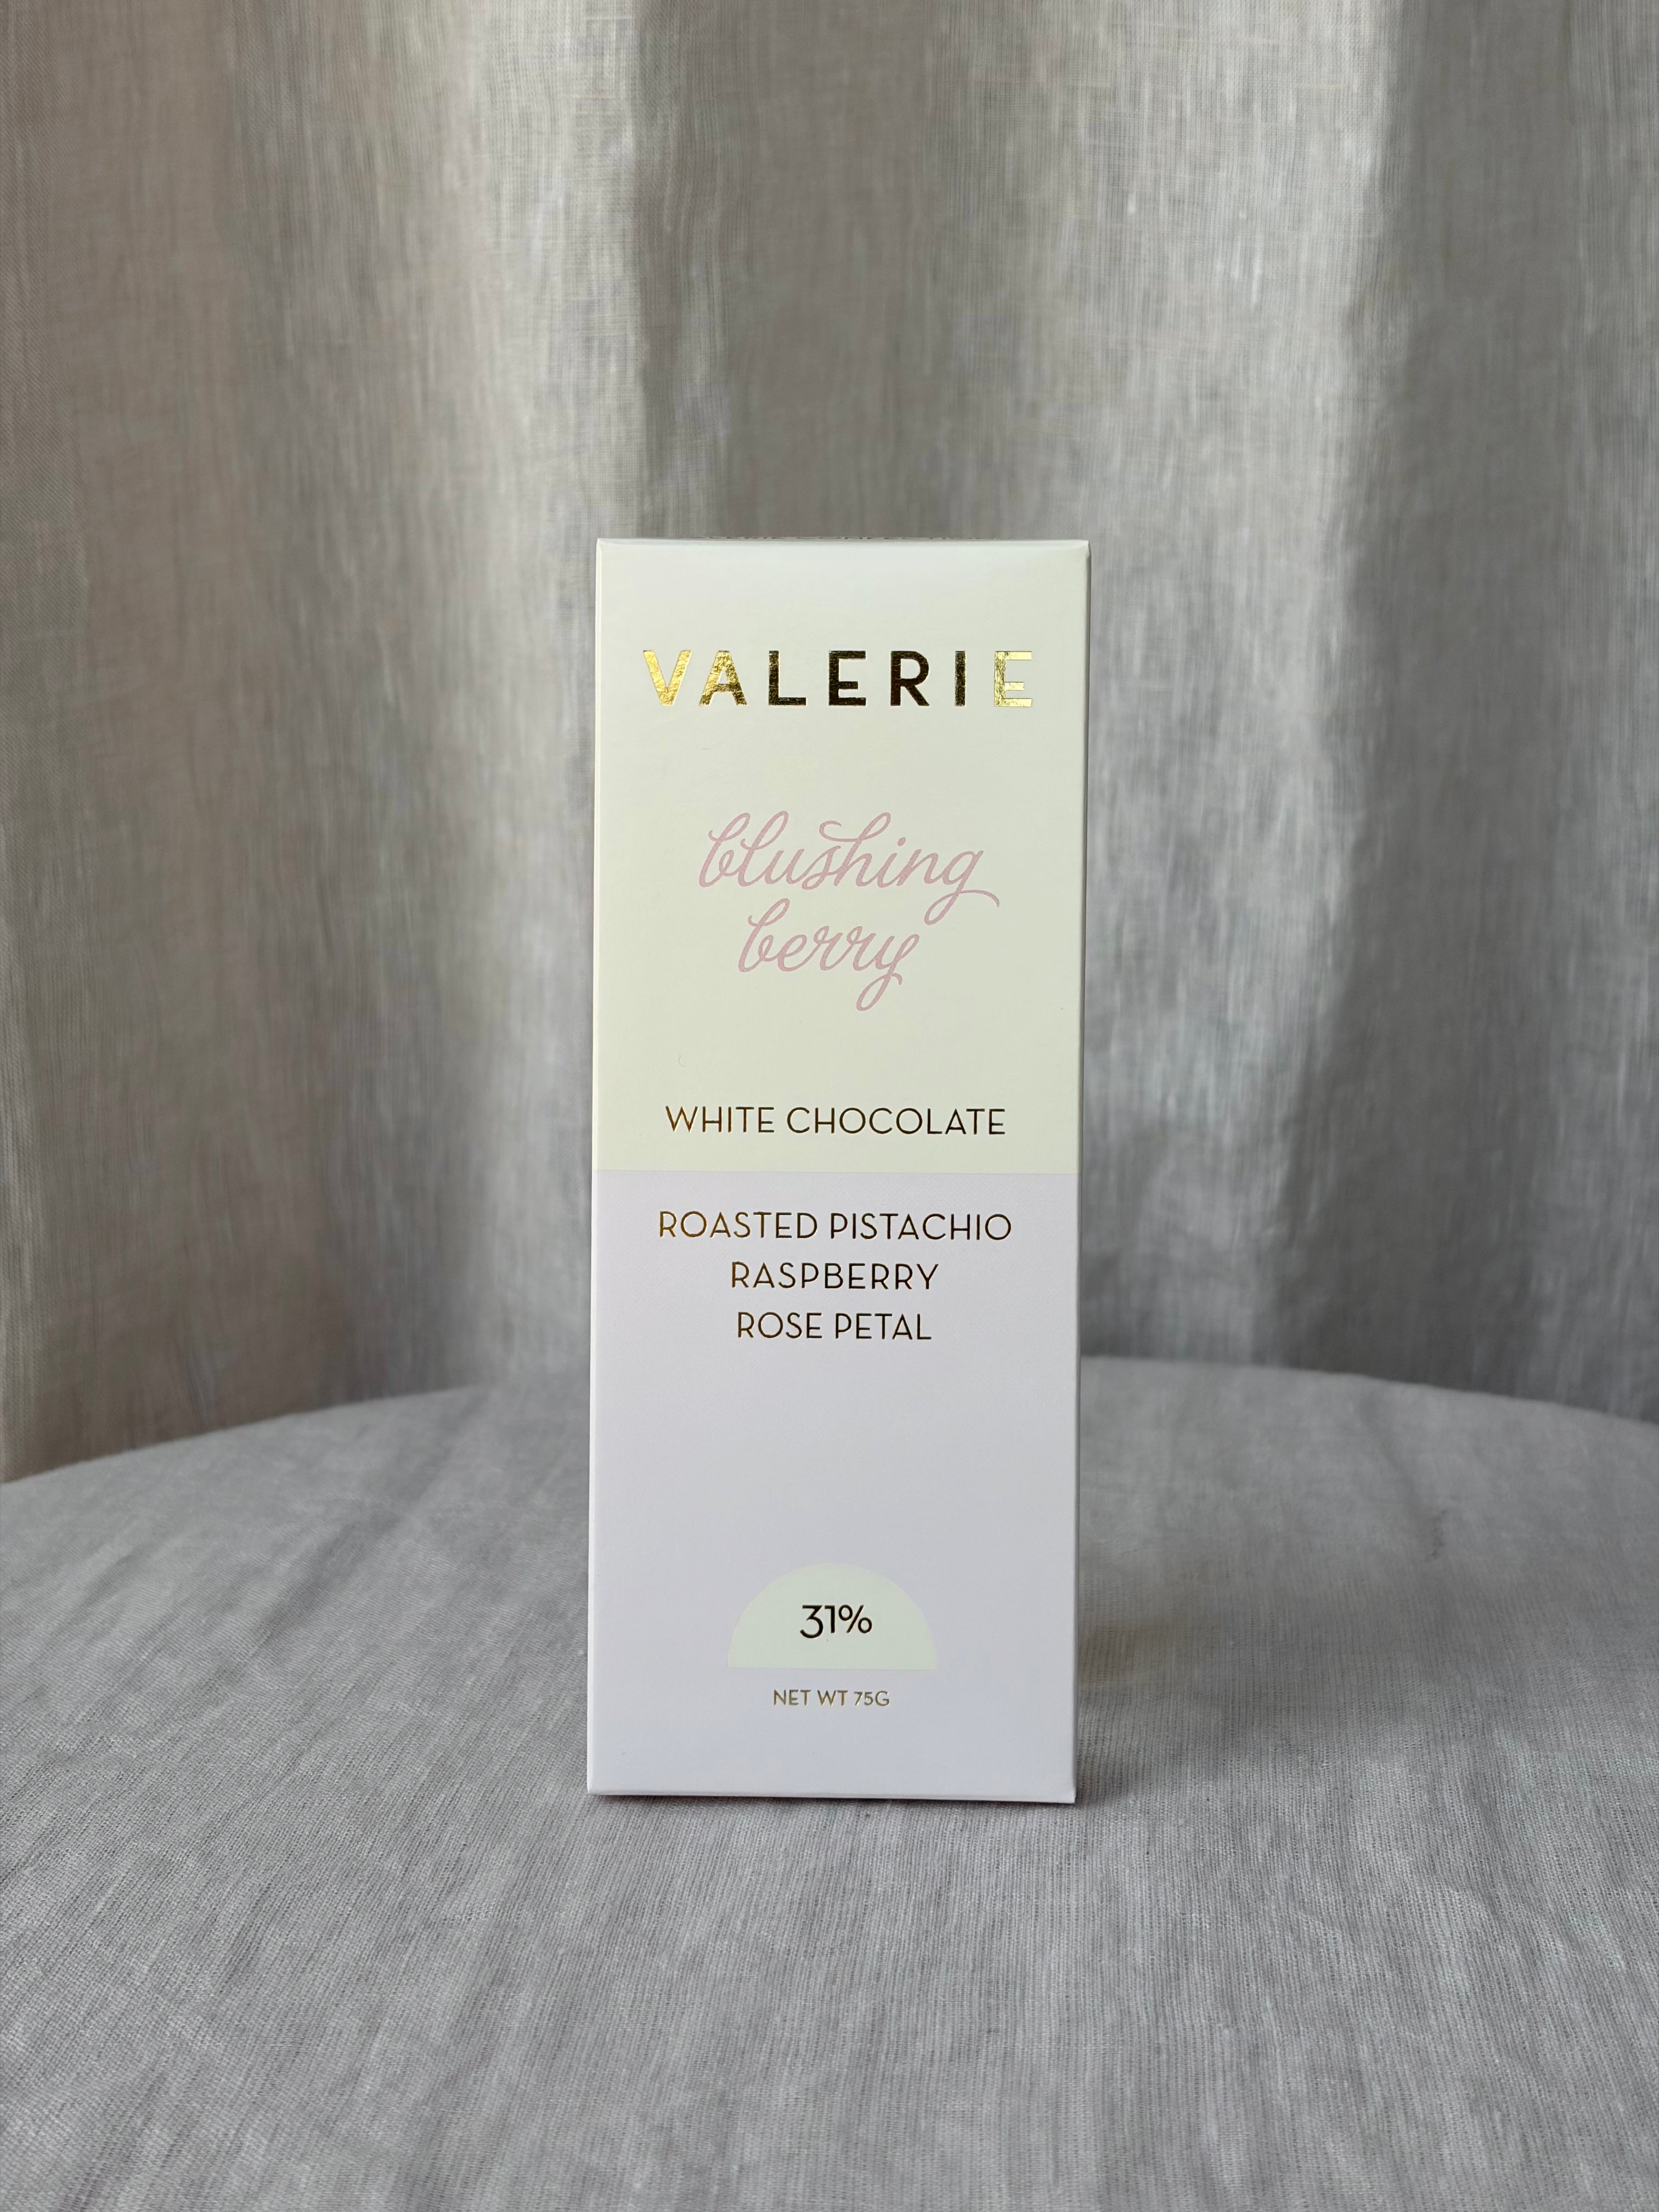 VALERIE
blushing
berry
WHITE CHOCOLATE
ROASTED PISTACHIO
RASPBERRY
ROSE PETAL
31%
NET WT 75G